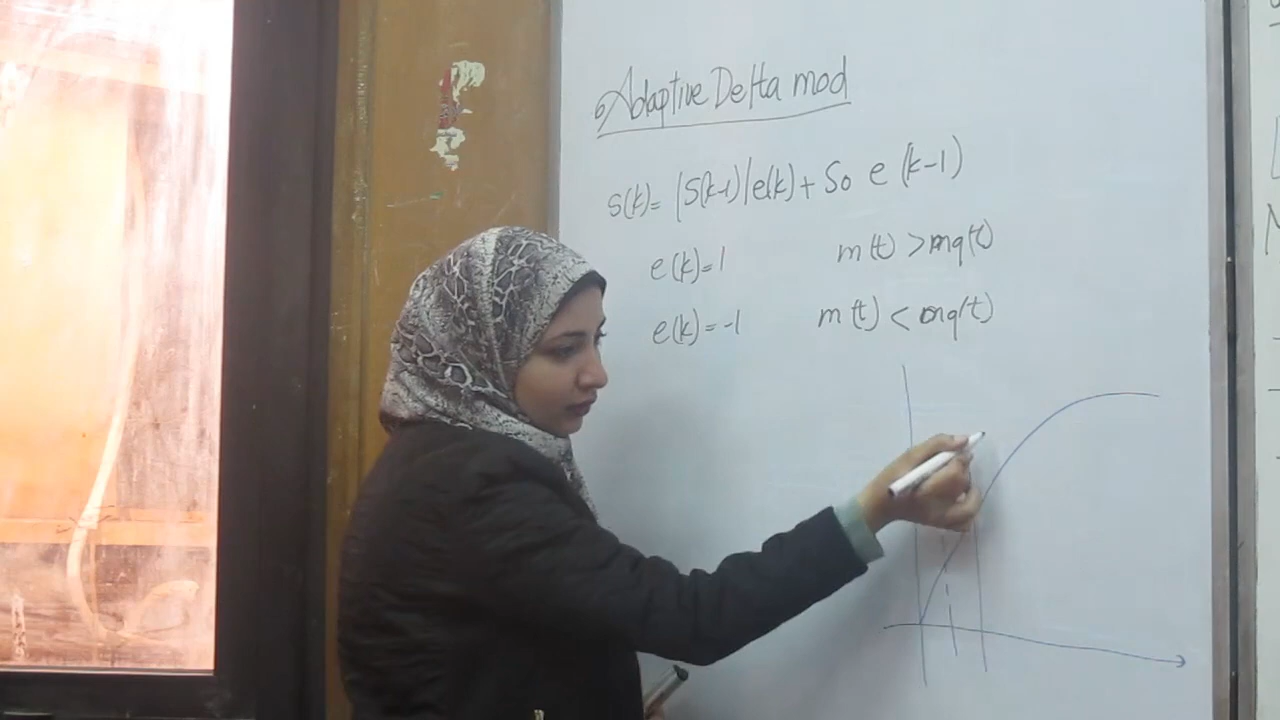 Adaptive Delta mod
S(k)= |S(k-1)|e(k) + So e (k-1)
e(k)=1 m(t) >mq(t)
e(k)= -1 m(t) < mq(t)